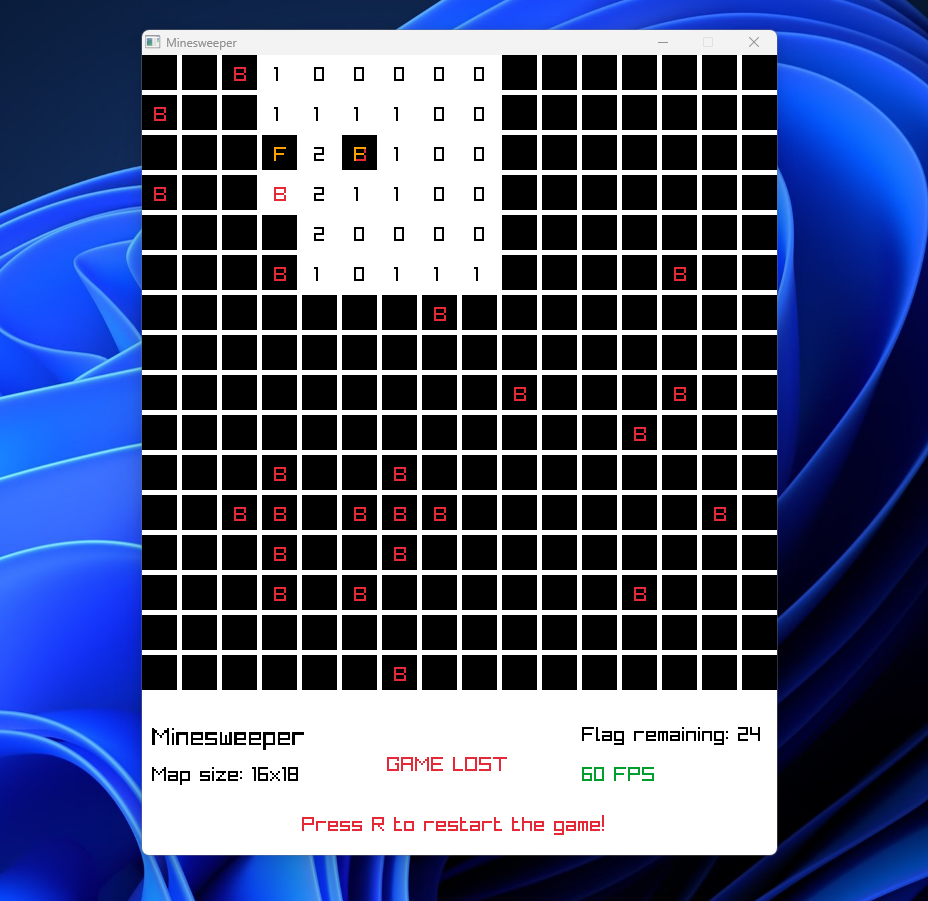 Minesweeper
B 1 0 0 0 0 0
B 1 1 1 1 0 0
F 2 B 1 0 0
B B 2 1 1 0 0
2 0 0 0 0
B 1 0 1 1 1 B
B
B B
B
B B
B B B B B B
B B
B B B
B
Minesweeper
Flag remaining: 24
GAME LOST
Map size: 16x18
60 FPS
Press R to restart the game!